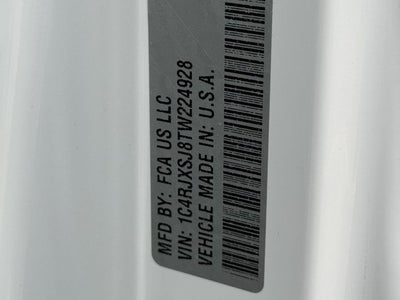 MFD BY: FCA US LLC
VIN: 1C4RJXSJ8TW224928
VEHICLE MADE IN: U.S.A.